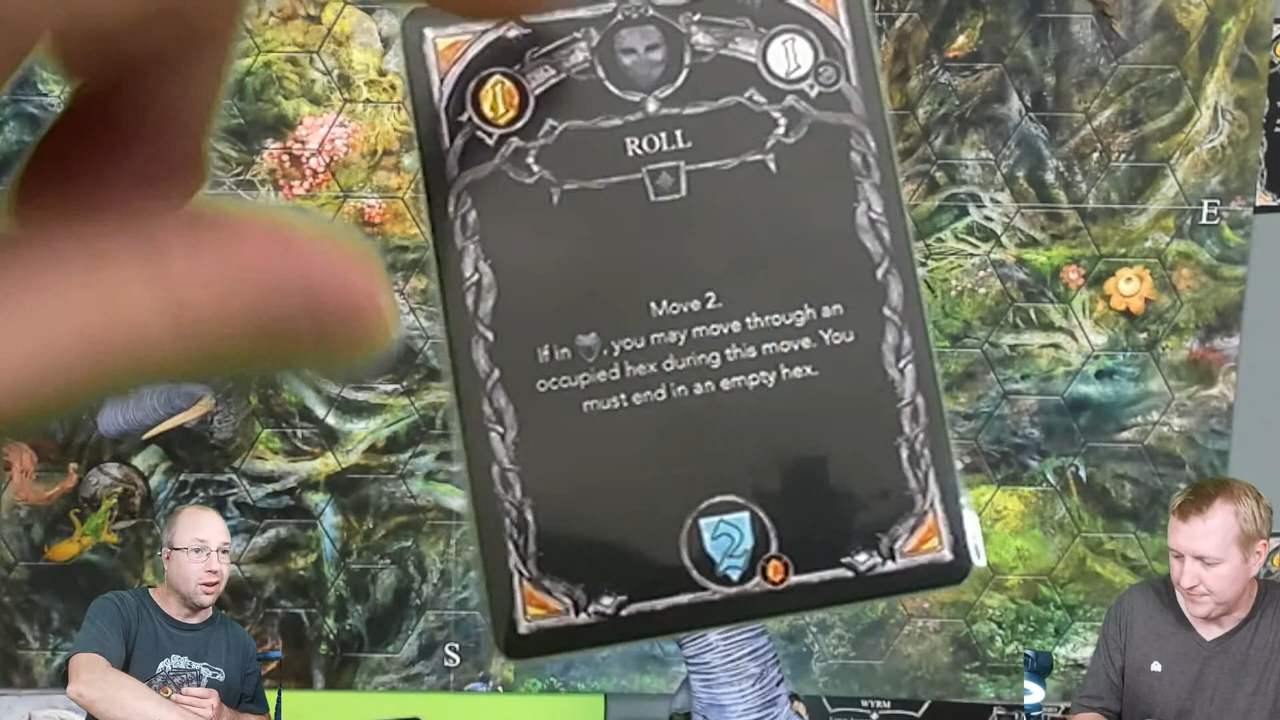 1
1
ROLL
Move 2.
If in , you may move through an
occupied hex during this move. You
must end in an empty hex.
2
E
S
WYRM